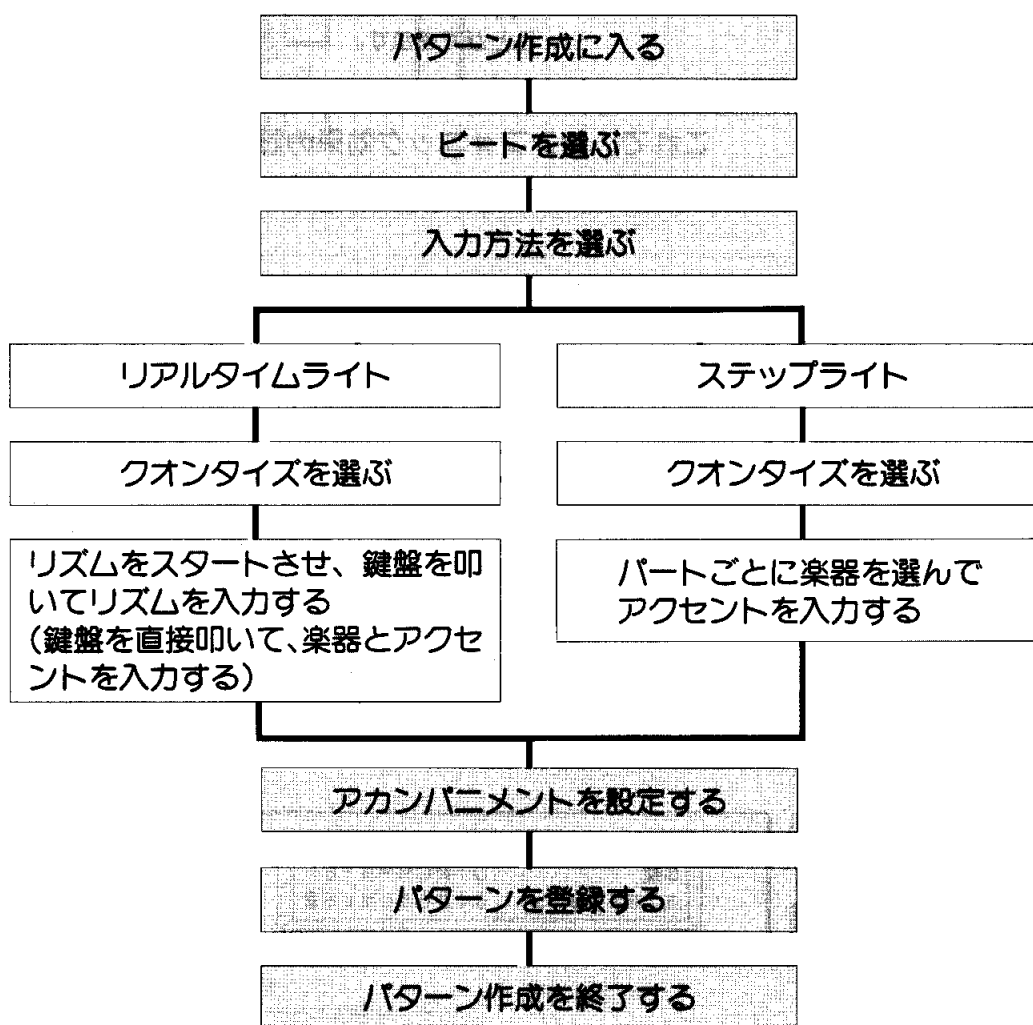 パターン作成に入る
ビートを選ぶ
入力方法を選ぶ
リアルタイムライト
クオンタイズを選ぶ
リズムをスタートさせ、鍵盤を叩
いてリズムを入力する
（鍵盤を直接叩いて、楽器とアクセ
ントを入力する）
ステップライト
クオンタイズを選ぶ
パートごとに楽器を選んで
アクセントを入力する
アカンパニメントを設定する
パターンを登録する
パターン作成を終了する